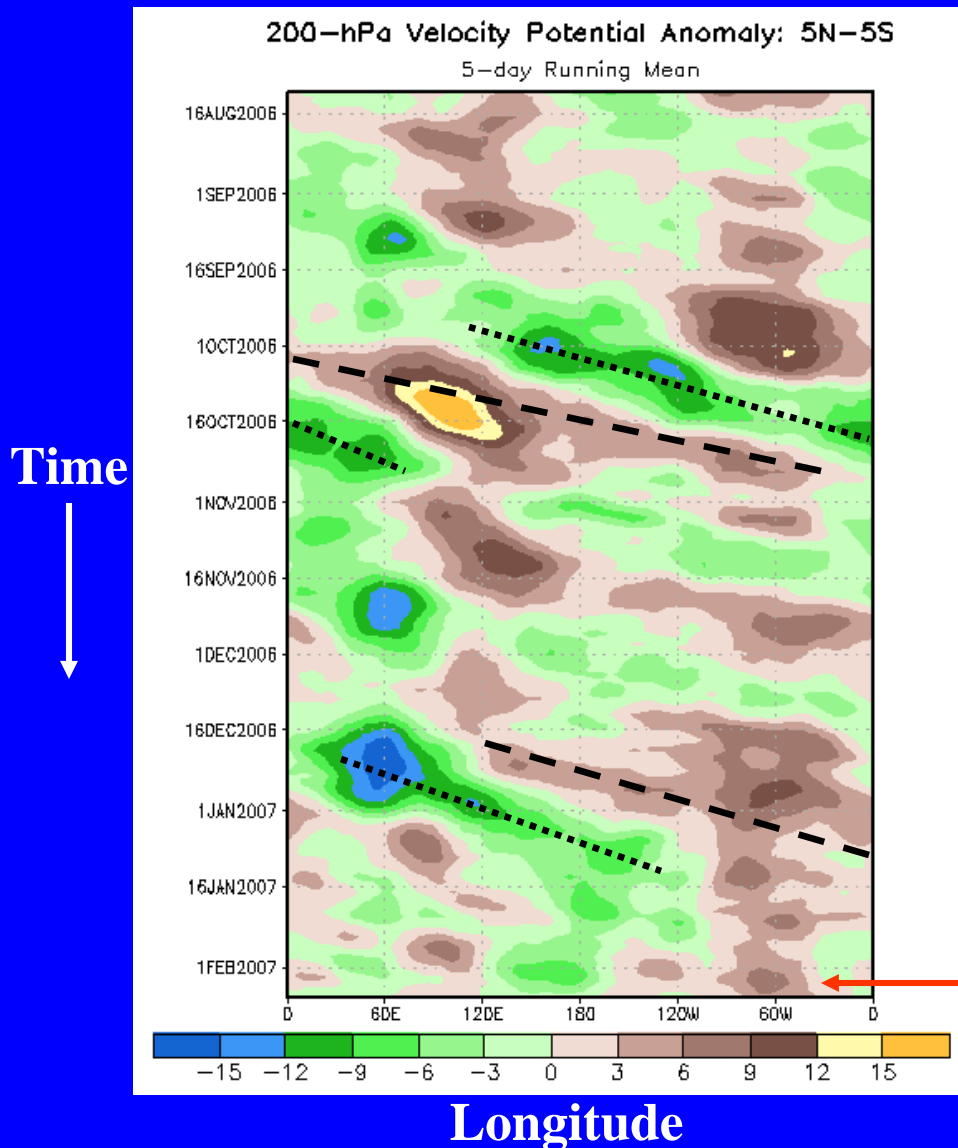 200-hPa Velocity Potential Anomaly: 5N-5S
5-day Running Mean
16AUG2006
1SEP2006
16SEP2006
1OCT2006
16OCT2006
Time
1NOV2006
16NOV2006
1DEC2006
16DEC2006
1JAN2007
16JAN2007
1FEB2007
0 60E 120E 180 120W 60W 0
-15 -12 -9 -6 -3 0 3 6 9 12 15
Longitude